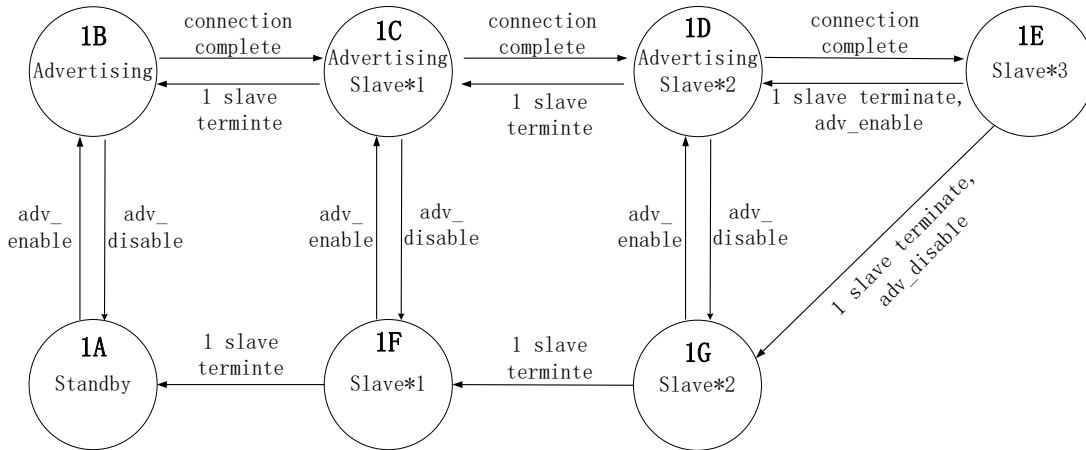 1B
Advertising
connection
complete
1 slave
terminte
1C
Advertising
Slave*1
connection
complete
1 slave
terminte
1D
Advertising
Slave*2
connection
complete
1 slave terminate,
adv_enable
1E
Slave*3
adv_
enable
adv_
disable
adv_
enable
adv_
disable
adv_
enable
adv_
disable
1 slave terminate,
adv_disable
1A
Standby
1 slave
terminte
1F
Slave*1
1 slave
terminte
1G
Slave*2